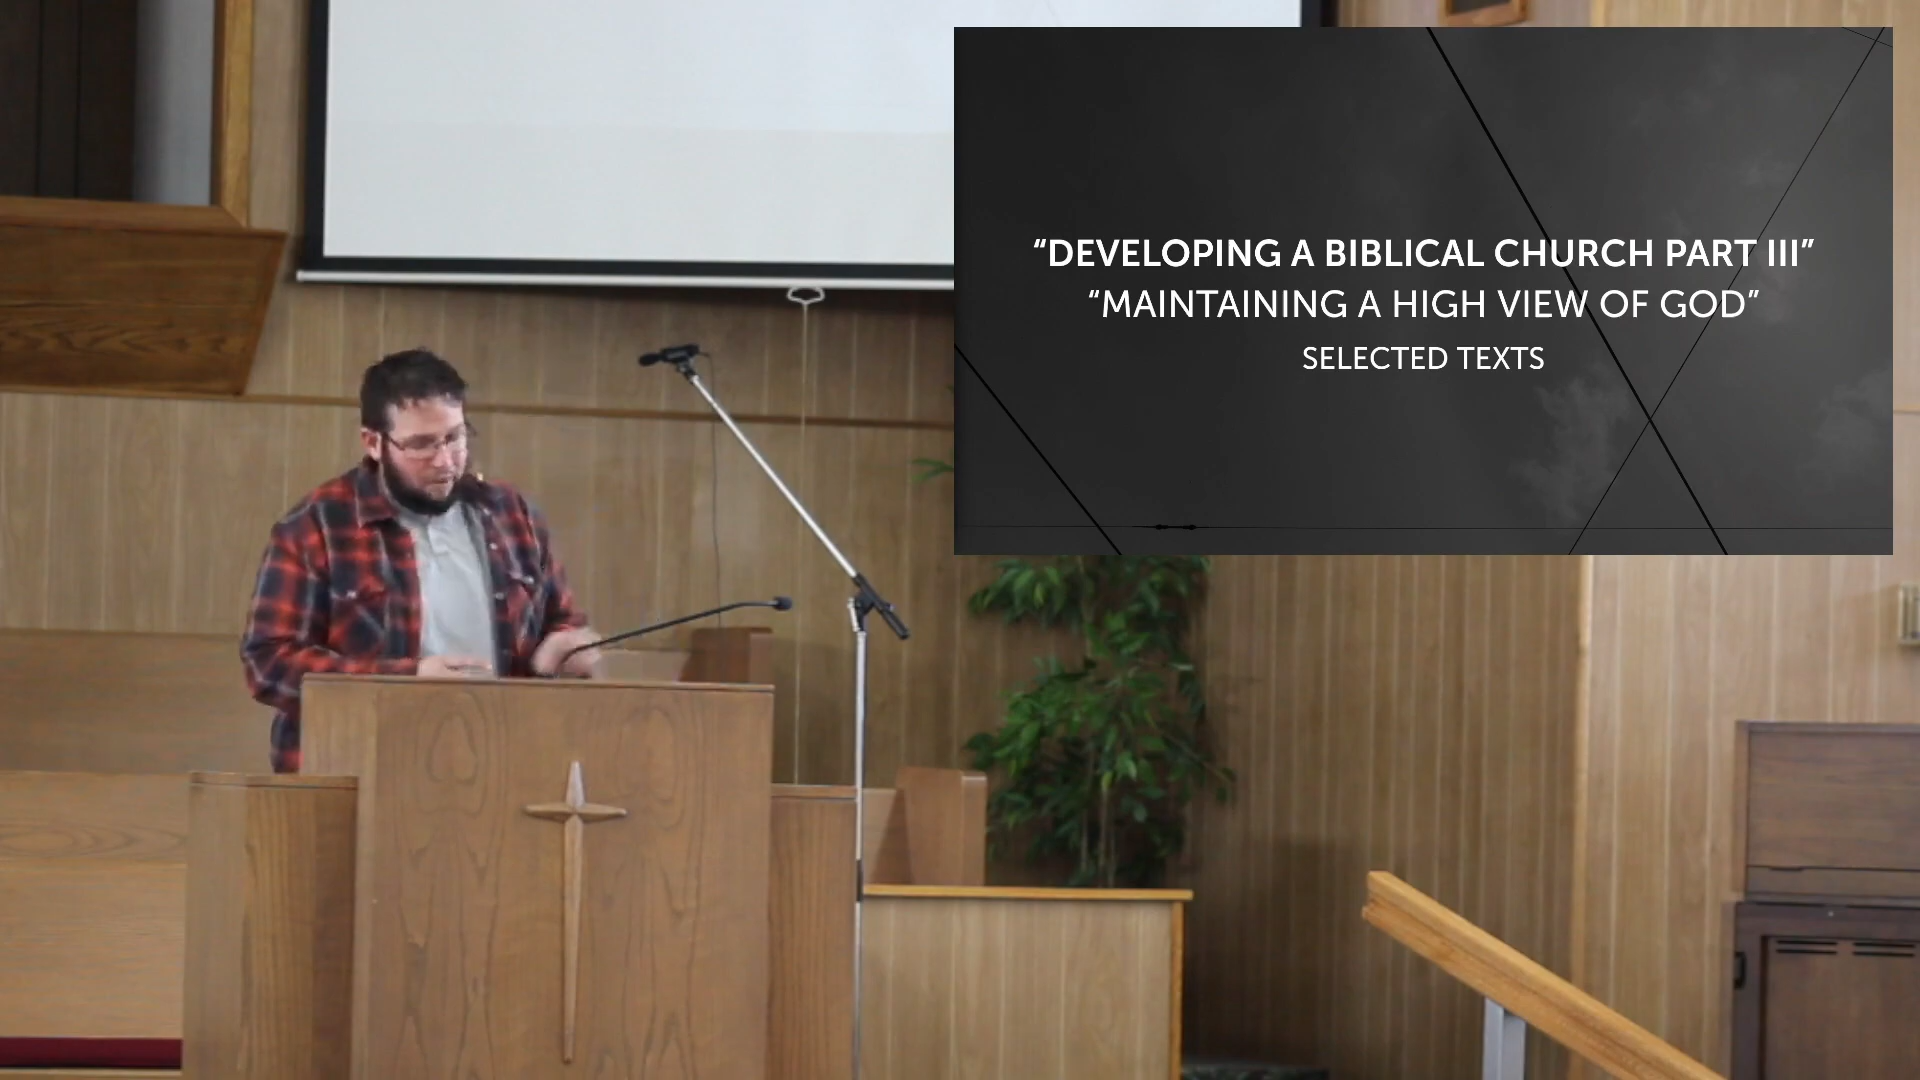 “DEVELOPING A BIBLICAL CHURCH PART III”
“MAINTAINING A HIGH VIEW OF GOD”
SELECTED TEXTS